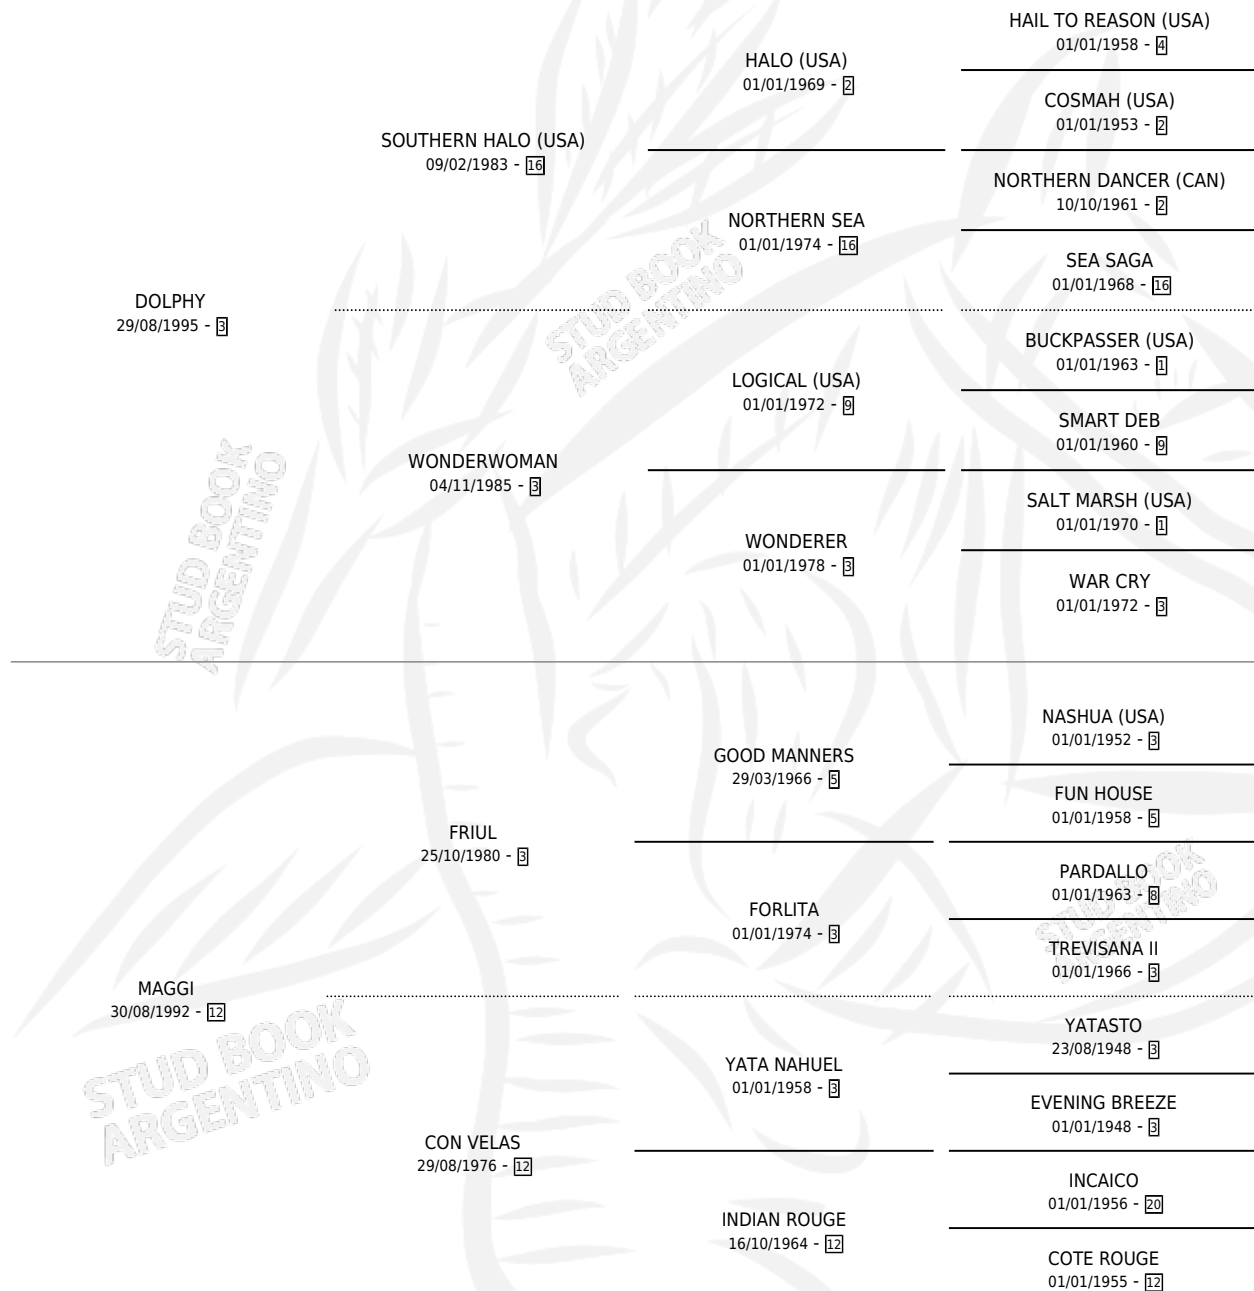 HAIL TO REASON (USA)
01/01/1958 - 4
HALO (USA)
01/01/1969 - 2
COSMAH (USA)
01/01/1953 - 2
SOUTHERN HALO (USA)
09/02/1983 - 16
NORTHERN DANCER (CAN)
10/10/1961 - 2
NORTHERN SEA
01/01/1974 - 16
SEA SAGA
01/01/1968 - 16
DOLPHY
29/08/1995 - 3
BUCKPASSER (USA)
01/01/1963 - 1
LOGICAL (USA)
01/01/1972 - 9
SMART DEB
01/01/1960 - 9
WONDERWOMAN
04/11/1985 - 3
SALT MARSH (USA)
01/01/1970 - 1
WONDERER
01/01/1978 - 3
WAR CRY
01/01/1972 - 3
NASHUA (USA)
01/01/1952 - 3
GOOD MANNERS
29/03/1966 - 5
FUN HOUSE
01/01/1958 - 5
FRIUL
25/10/1980 - 3
PARDALLO
01/01/1963 - 8
FORLITA
01/01/1974 - 3
TREVISANA II
01/01/1966 - 3
MAGGI
30/08/1992 - 12
YATASTO
23/08/1948 - 3
YATA NAHUEL
01/01/1958 - 3
EVENING BREEZE
01/01/1948 - 3
CON VELAS
29/08/1976 - 12
INCAICO
01/01/1956 - 20
INDIAN ROUGE
16/10/1964 - 12
COTE ROUGE
01/01/1955 - 12
STUD BOOK
ARGENTINO
STUD BOOK
ARGENTINO
STUD BOOK
ARGENTINO
STUD BOOK
ARGENTINO